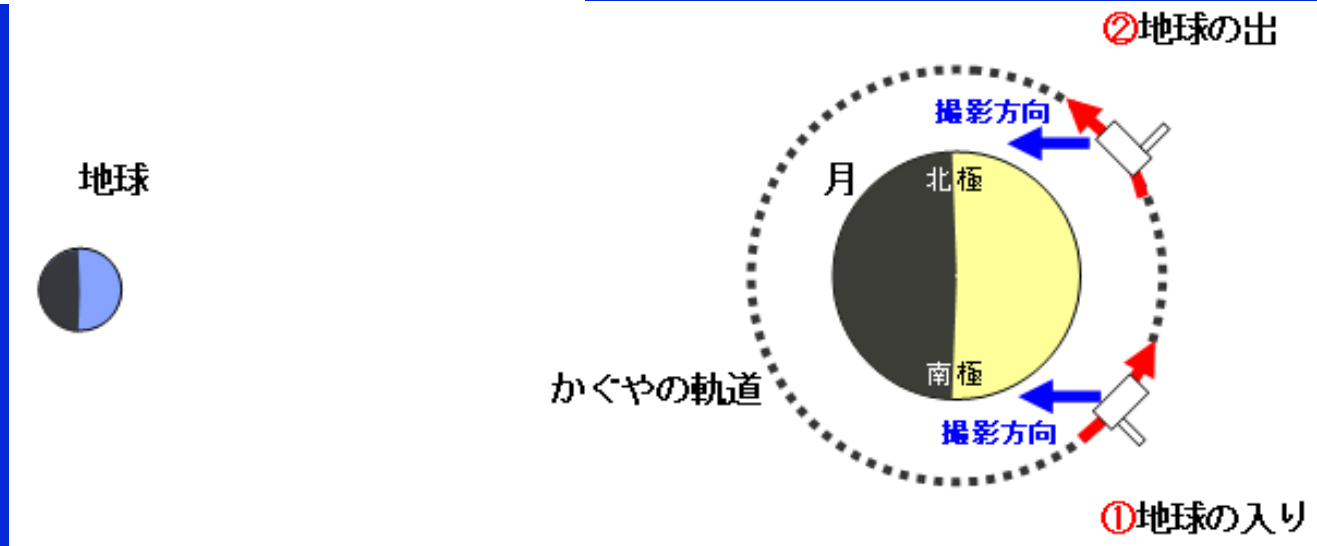 ②地球の出
撮影方向
地球
月
北極
かぐやの軌道
南極
撮影方向
①地球の入り